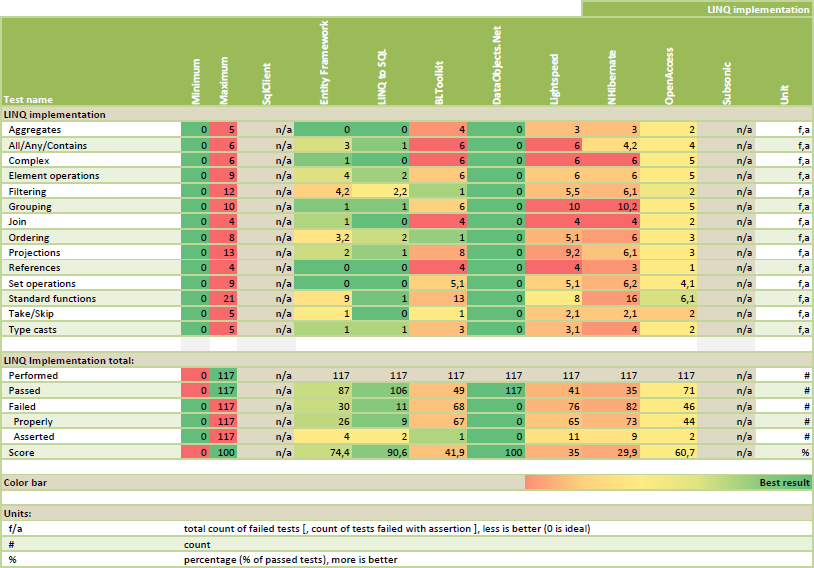 LINQ implementation
Test name Minimum Maximum SqlClient Entity Framework LINQ to SQL BLToolkit DataObjects.Net Lightspeed NHibernate OpenAccess Subsonic Unit
LINQ implementation
Aggregates 0 5 n/a 0 0 4 0 3 3 2 n/a f,a
All/Any/Contains 0 6 n/a 3 1 6 0 6 4,2 4 n/a f,a
Complex 0 6 n/a 1 0 6 0 6 6 5 n/a f,a
Element operations 0 9 n/a 4 2 6 0 6 6 5 n/a f,a
Filtering 0 12 n/a 4,2 2,2 1 0 5,5 6,1 2 n/a f,a
Grouping 0 10 n/a 1 1 6 0 10 10,2 5 n/a f,a
Join 0 4 n/a 1 0 4 0 4 4 2 n/a f,a
Ordering 0 8 n/a 3,2 2 1 0 5,1 6 3 n/a f,a
Projections 0 13 n/a 2 1 8 0 9,2 6,1 3 n/a f,a
References 0 4 n/a 0 0 4 0 4 3 1 n/a f,a
Set operations 0 9 n/a 0 0 5,1 0 5,1 6,2 4,1 n/a f,a
Standard functions 0 21 n/a 9 1 13 0 8 16 6,1 n/a f,a
Take/Skip 0 5 n/a 1 0 1 0 2,1 2,1 2 n/a f,a
Type casts 0 5 n/a 1 1 3 0 3,1 4 2 n/a f,a
LINQ Implementation total:
Performed 0 117 n/a 117 117 117 117 117 117 117 n/a #
Passed 0 117 n/a 87 106 49 117 41 35 71 n/a #
Failed 0 117 n/a 30 11 68 0 76 82 46 n/a #
Properly 0 117 n/a 26 9 67 0 65 73 44 n/a #
Asserted 0 117 n/a 4 2 1 0 11 9 2 n/a #
Score 0 100 n/a 74,4 90,6 41,9 100 35 29,9 60,7 n/a %
Color bar Best result
Units:
f/a total count of failed tests [, count of tests failed with assertion ], less is better (0 is ideal)
# count
% percentage (% of passed tests), more is better